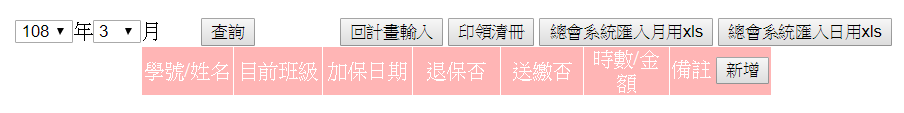 108 年 3 月 查詢 回計畫輸入 印領清冊 總會系統匯入月用xls 總會系統匯入日用xls
學號/姓名 目前班級 加保日期 退保否 送繳否 時數/金額 備註 新增